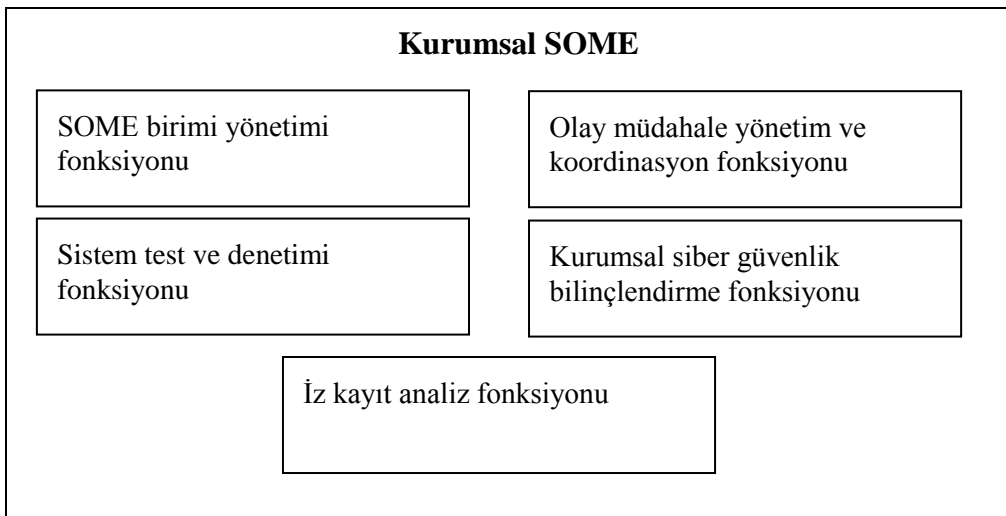 Kurumsal SOME
SOME birimi yönetimi
fonksiyonu
Olay müdahale yönetim ve
koordinasyon fonksiyonu
Sistem test ve denetimi
fonksiyonu
Kurumsal siber güvenlik
bilinçlendirme fonksiyonu
İz kayıt analiz fonksiyonu